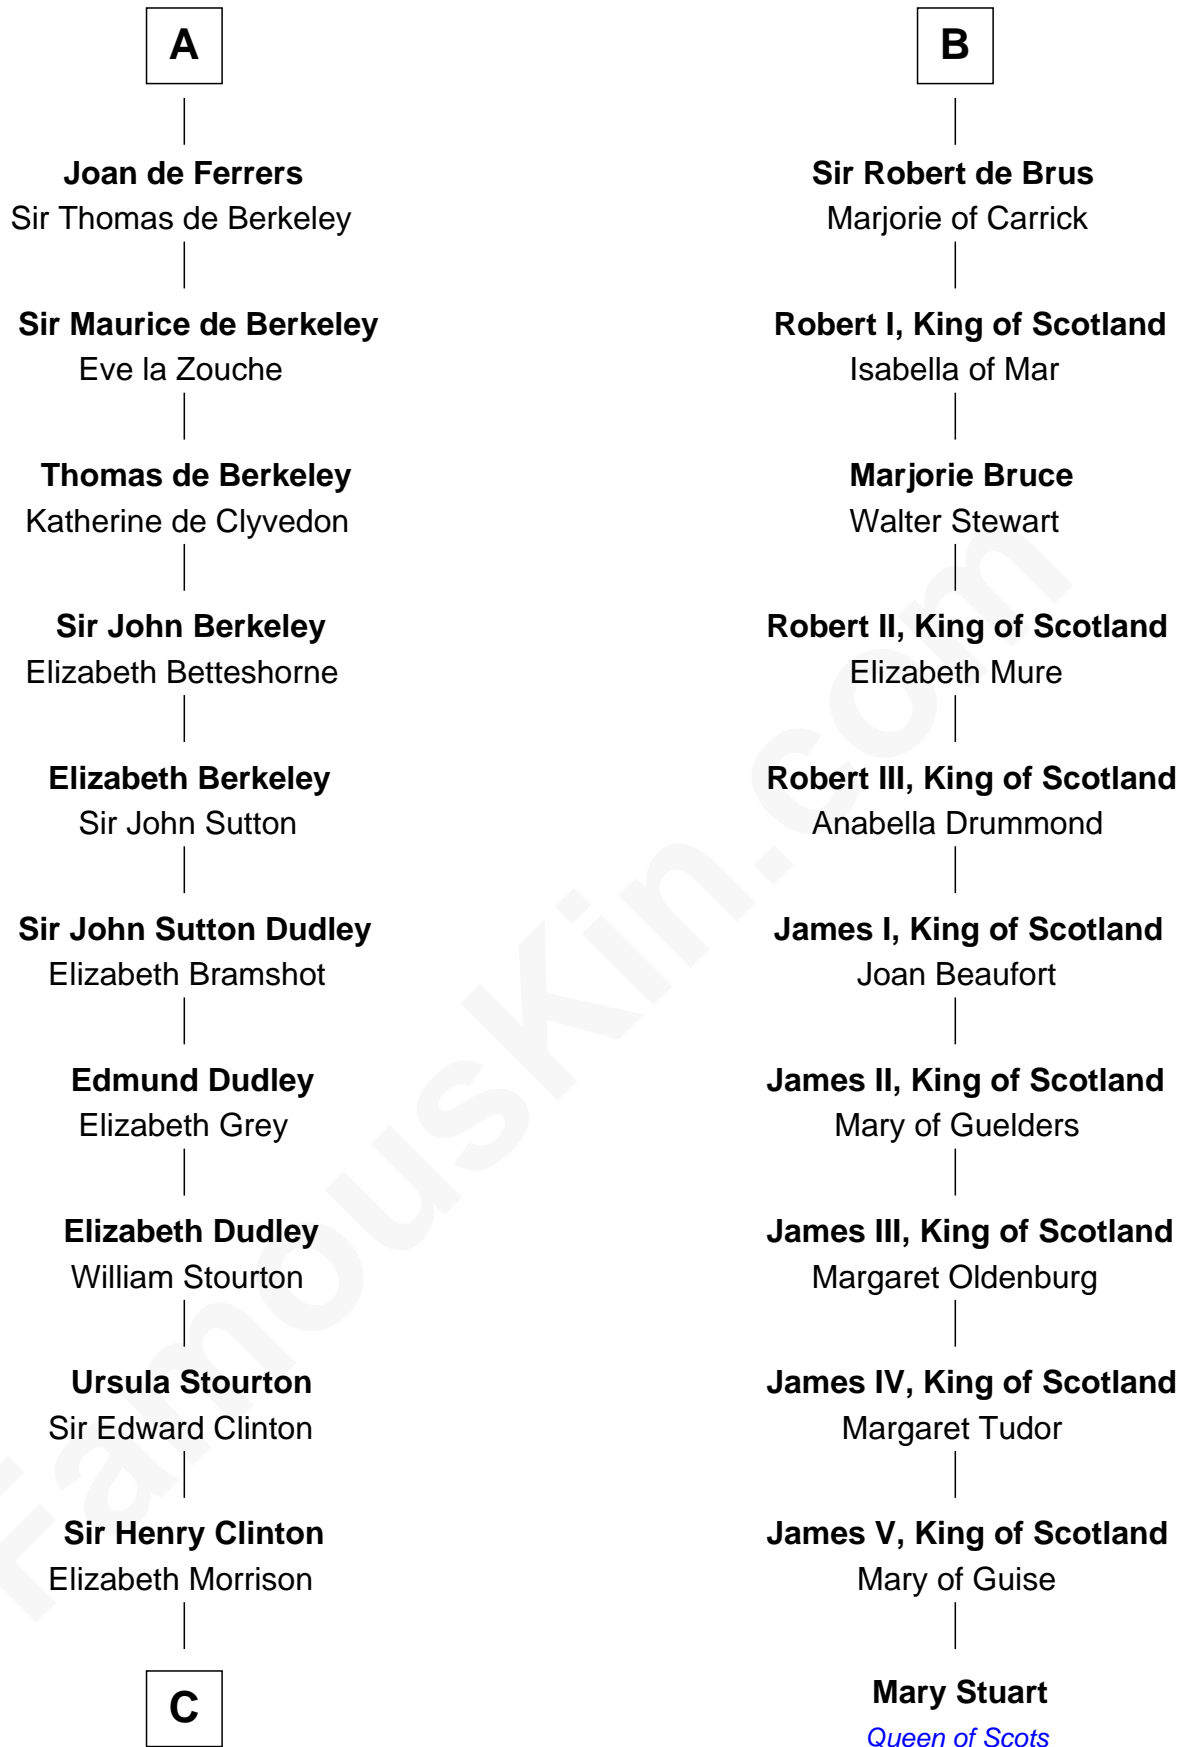 A
Joan de Ferrers
Sir Thomas de Berkeley
Sir Maurice de Berkeley
Eve la Zouche
Thomas de Berkeley
Katherine de Clyvedon
Sir John Berkeley
Elizabeth Betteshorne
Elizabeth Berkeley
Sir John Sutton
Sir John Sutton Dudley
Elizabeth Bramshot
Edmund Dudley
Elizabeth Grey
Elizabeth Dudley
William Stourton
Ursula Stourton
Sir Edward Clinton
Sir Henry Clinton
Elizabeth Morrison
C
B
Sir Robert de Brus
Marjorie of Carrick
Robert I, King of Scotland
Isabella of Mar
Marjorie Bruce
Walter Stewart
Robert II, King of Scotland
Elizabeth Mure
Robert III, King of Scotland
Anabella Drummond
James I, King of Scotland
Joan Beaufort
James II, King of Scotland
Mary of Guelders
James III, King of Scotland
Margaret Oldenburg
James IV, King of Scotland
Margaret Tudor
James V, King of Scotland
Mary of Guise
Mary Stuart
Queen of Scots
FamousKin.com